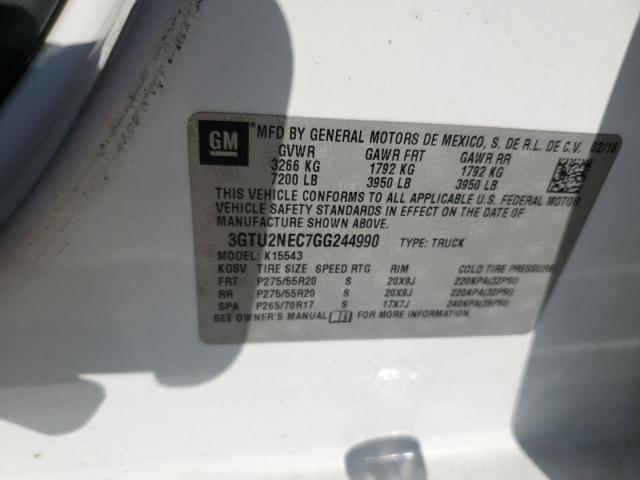 GM
*MFD BY GENERAL MOTORS DE MEXICO, S. DE R.L. DE C.V. 02/16
GVWR GAWR FRT GAWR RR
3266 KG 1792 KG 1792 KG
7200 LB 3950 LB 3950 LB
THIS VEHICLE CONFORMS TO ALL APPLICABLE U.S. FEDERAL MOTOR
VEHICLE SAFETY STANDARDS IN EFFECT ON THE DATE OF
MANUFACTURE SHOWN ABOVE.
3GTU2NEC7GG244990 TYPE: TRUCK
MODEL: K15543
KGSV TIRE SIZE SPEED RTG RIM COLD TIRE PRESSURE
FRT P275/55R20 S 20X9J 220KPA(32PSI)
RR P275/55R20 S 20X9J 220KPA(32PSI)
SPA P265/70R17 S 17X7J 240KPA(35PSI)
SEE OWNER'S MANUAL FOR MORE INFORMATION.